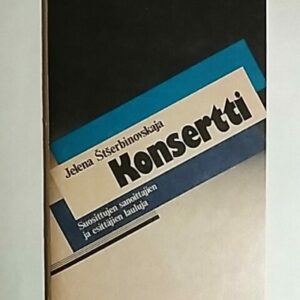 Jelena Štšerbinovskaja
Konsertti
Suosittujen sanoittajien
ja esittäjien lauluja